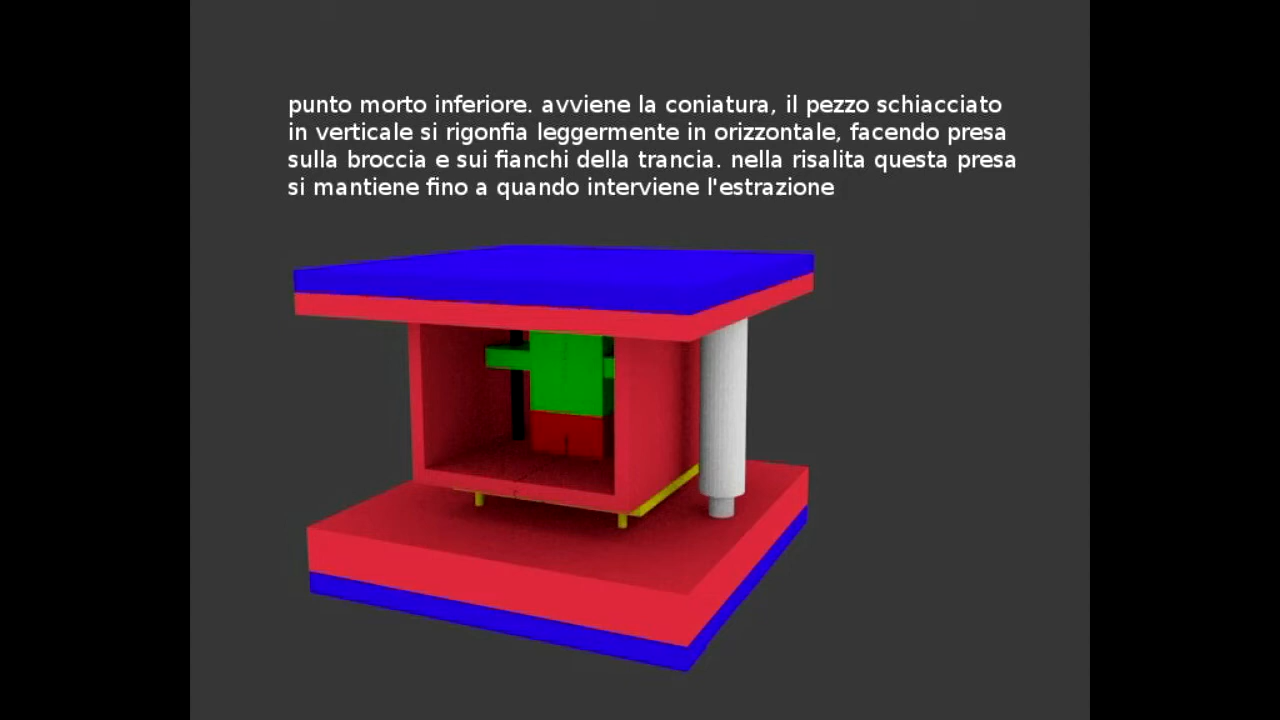 punto morto inferiore. avviene la coniatura, il pezzo schiacciato
in verticale si rigonfia leggermente in orizzontale, facendo presa
sulla broccia e sui fianchi della trancia. nella risalita questa presa
si mantiene fino a quando interviene l'estrazione